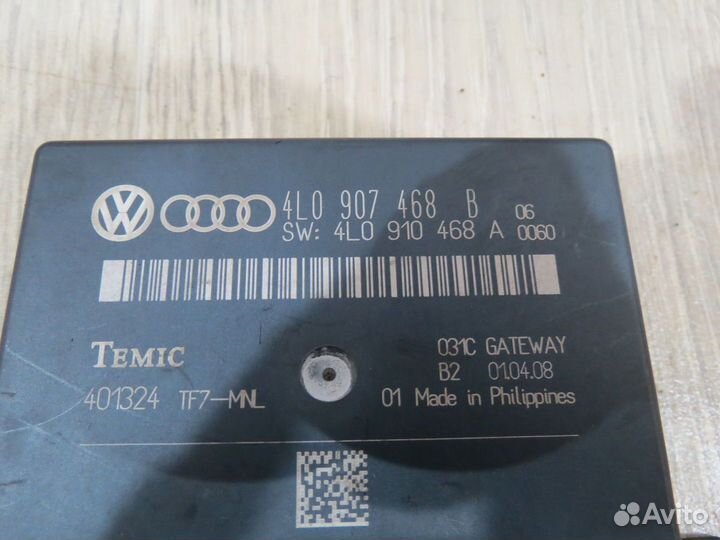 4L0 907 468 B 06
SW: 4L0 910 468 A 0060
TEMIC
031C GATEWAY
B2 01.04.08
401324 TF7-MNL
01 Made in Philippines
Avito